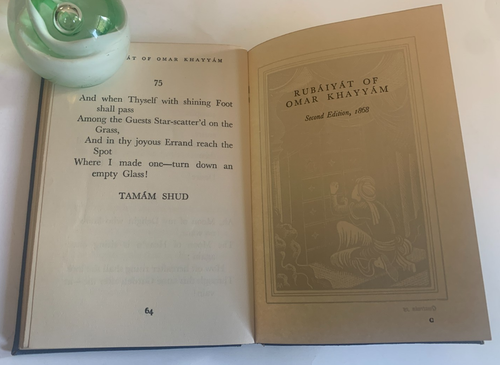 ÁT OF OMAR KHAYYÁM
75
And when Thyself with shining Foot
shall pass
Among the Guests Star-scatter'd on the
Grass,
And in thy joyous Errand reach the
Spot
Where I made one—turn down an
empty Glass!
TAMÁM SHUD
64
RUBÁIYÁT OF
OMAR KHAYYÁM
Second Edition, 1868
G